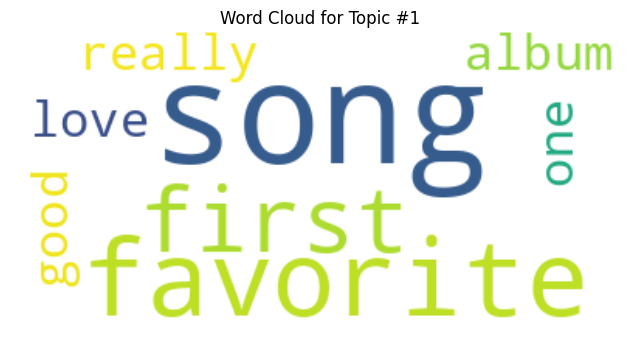 Word Cloud for Topic #1
really
album
love
song
one
good
first
favorite